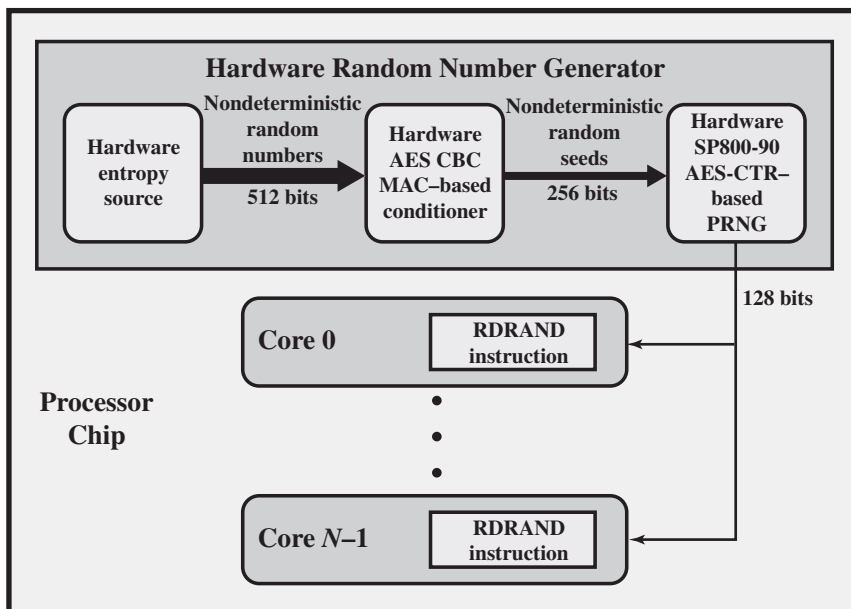 Hardware Random Number Generator
Hardware
entropy
source
Nondeterministic
random
numbers
512 bits
Hardware
AES CBC
MAC–based
conditioner
Nondeterministic
random
seeds
256 bits
Hardware
SP800-90
AES-CTR–
based
PRNG
128 bits
Core 0
RDRAND
instruction
Processor
Chip
Core N–1
RDRAND
instruction